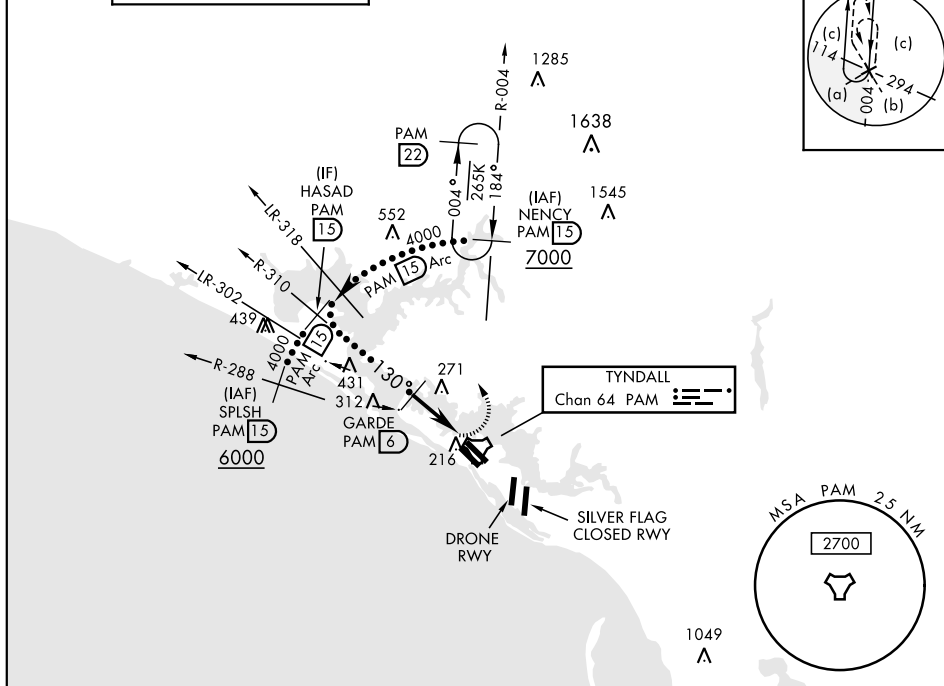 1285
R-004
1638
PAM
22
004°
265K
184°
(IAF)
NENCY
PAM 15
7000
1545
(IF)
HASAD
PAM
15
552
4000
PAM 15 Arc
LR-318
R-310
LR-302
439
4000
PAM 15
Arc
R-288
(IAF)
SPLSH
PAM 15
6000
431
130°
271
312
GARDE
PAM 6
216
TYNDALL
Chan 64 PAM
DRONE
RWY
SILVER FLAG
CLOSED RWY
1049
(c)
(c)
114
294
(a)
(b)
004
MSA PAM 25 NM
2700